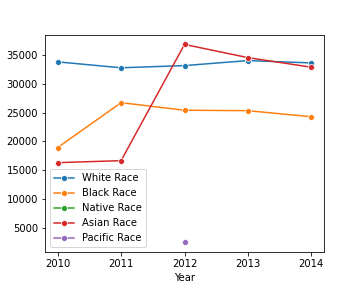 35000
30000
25000
20000
15000
10000
5000
White Race
Black Race
Native Race
Asian Race
Pacific Race
2010 2011 2012 2013 2014
Year